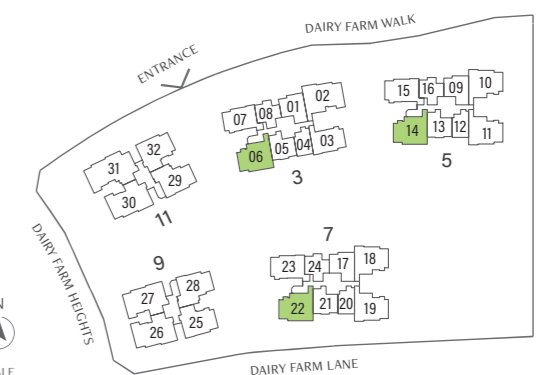 DAIRY FARM WALK
ENTRANCE
15 16 09 10
14 13 12 11
5
07 08 01 02
06 05 04 03
3
31 32
30 29
11
DAIRY FARM HEIGHTS
9
27 28
26 25
7
23 24 17 18
22 21 20 19
N
DAIRY FARM LANE